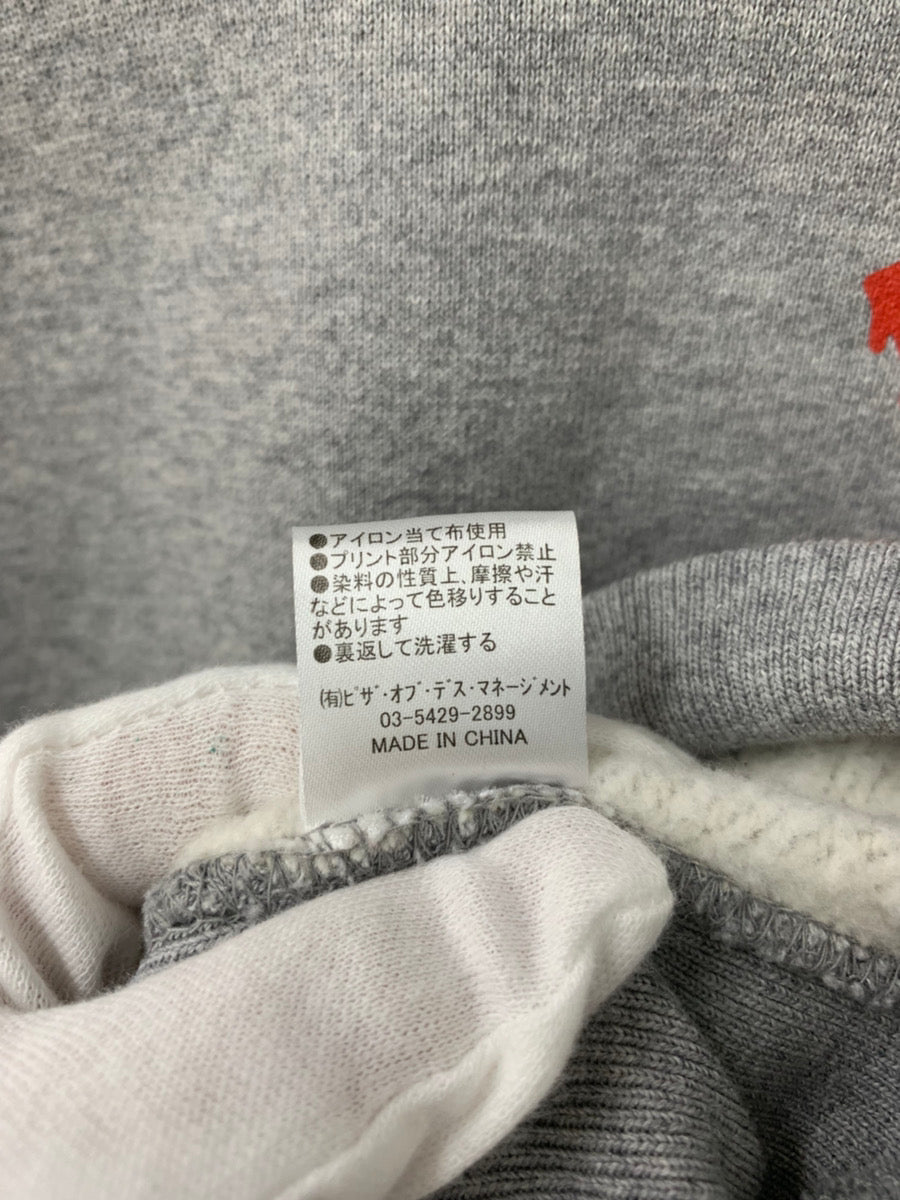 ●アイロン当て布使用
●プリント部分アイロン禁止
●染料の性質上、摩擦や汗
などによって色移りすること
があります
●裏返して洗濯する
㈲ﾋﾟｻﾞ・ｵﾌﾞ・ﾃﾞｽ・ﾏﾈｰｼﾞﾒﾝﾄ
03-5429-2899
MADE IN CHINA